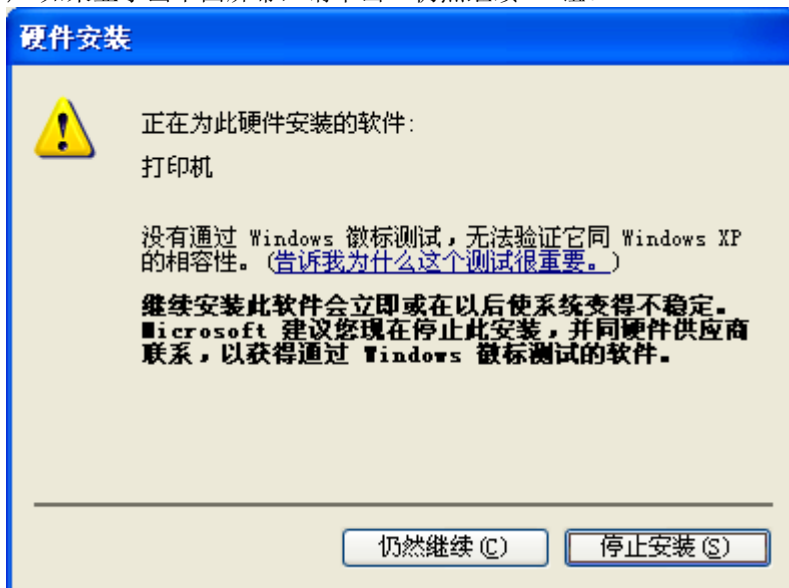 硬件安装
正在为此硬件安装的软件:
打印机
没有通过 Windows 徽标测试，无法验证它同 Windows XP
的相容性。(告诉我为什么这个测试很重要。)
继续安装此软件会立即或在以后使系统变得不稳定。
Microsoft 建议您现在停止此安装，并同硬件供应商
联系，以获得通过 Windows 徽标测试的软件。
仍然继续(C) 停止安装(S)